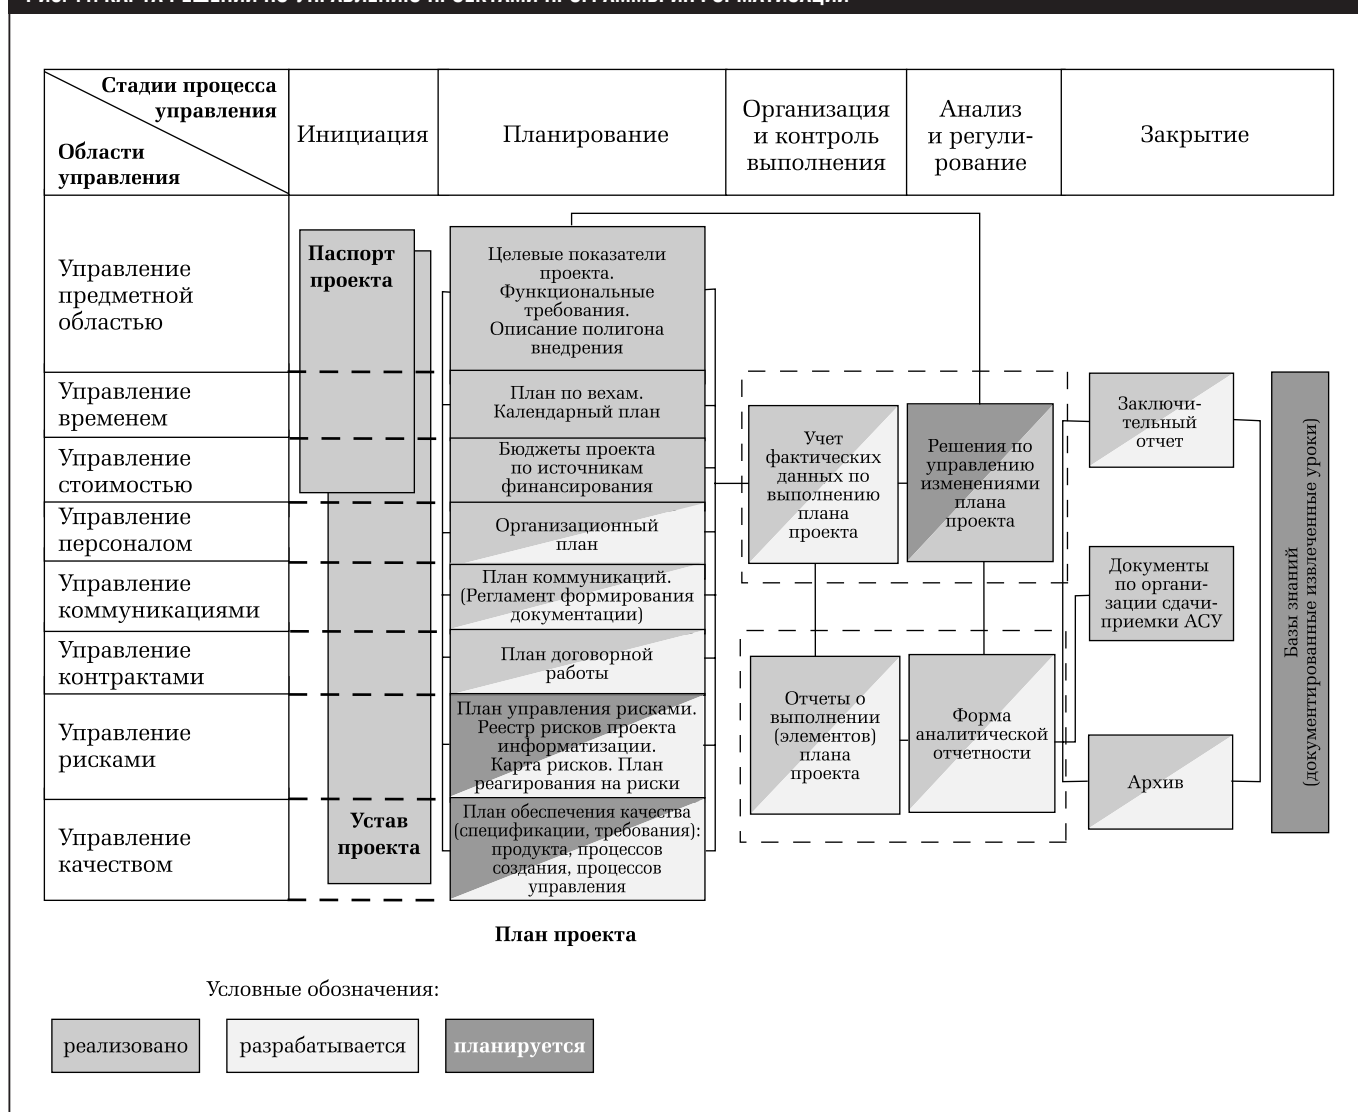 Стадии процесса
управления
Области
управления
Инициация
Планирование
Организация
и контроль
выполнения
Анализ
и регули-
рование
Закрытие
Управление
предметной
областью
Управление
временем
Управление
стоимостью
Управление
персоналом
Управление
коммуникациями
Управление
контрактами
Управление
рисками
Управление
качеством
Паспорт
проекта
Устав
проекта
Целевые показатели
проекта.
Функциональные
требования.
Описание полигона
внедрения
План по вехам.
Календарный план
Бюджеты проекта
по источникам
финансирования
Организационный
план
План коммуникаций.
(Регламент формирования
документации)
План договорной
работы
План управления рисками.
Реестр рисков проекта
информатизации.
Карта рисков. План
реагирования на риски
План обеспечения качества
(спецификации, требования):
продукта, процессов
создания, процессов
управления
План проекта
Учет
фактических
данных по
выполнению
плана
проекта
Решения по
управлению
изменениями
плана
проекта
Отчеты о
выполнении
(элементов)
плана
проекта
Форма
аналитической
отчетности
Заключи-
тельный
отчет
Документы
по органи-
зации сдачи-
приемки АСУ
Архив
Базы знаний
(документированные извлеченные уроки)
Условные обозначения:
реализовано
разрабатывается
планируется